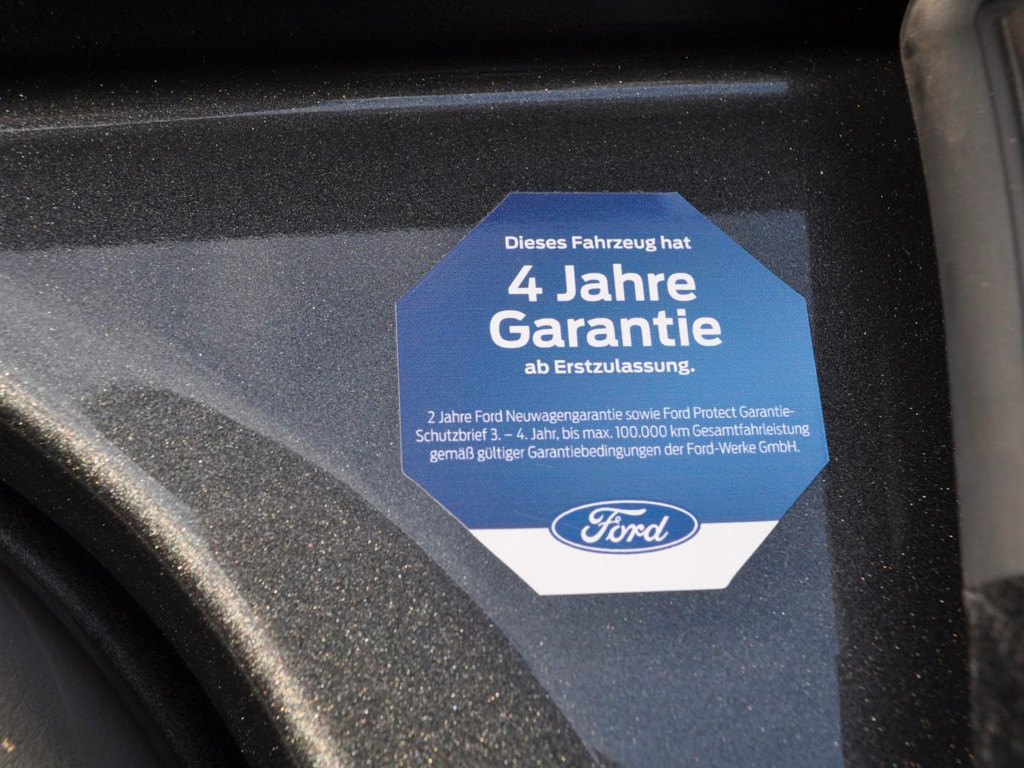 Dieses Fahrzeug hat
4 Jahre
Garantie
ab Erstzulassung.
2 Jahre Ford Neuwagengarantie sowie Ford Protect Garantie-
Schutzbrief 3. – 4. Jahr, bis max. 100.000 km Gesamtfahrleistung
gemäß gültiger Garantiebedingungen der Ford-Werke GmbH.
Ford